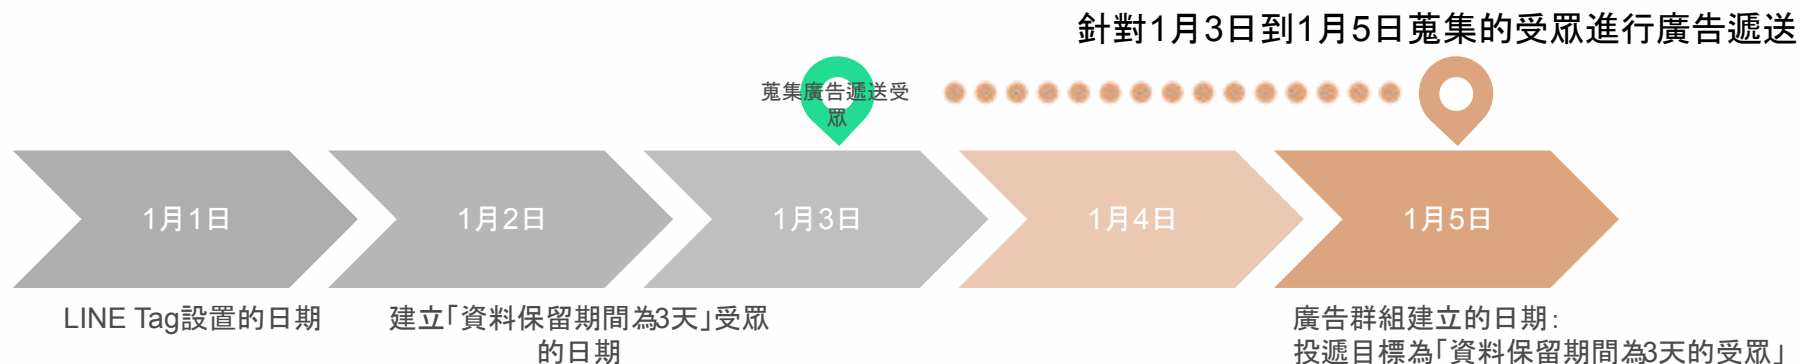 針對1月3日到1月5日蒐集的受眾進行廣告遞送
蒐集廣告遞送受
眾
1月1日
1月2日
1月3日
1月4日
1月5日
LINE Tag設置的日期
建立「資料保留期間為3天」受眾
的日期
廣告群組建立的日期：
投遞目標為「資料保留期間為3天的受眾」